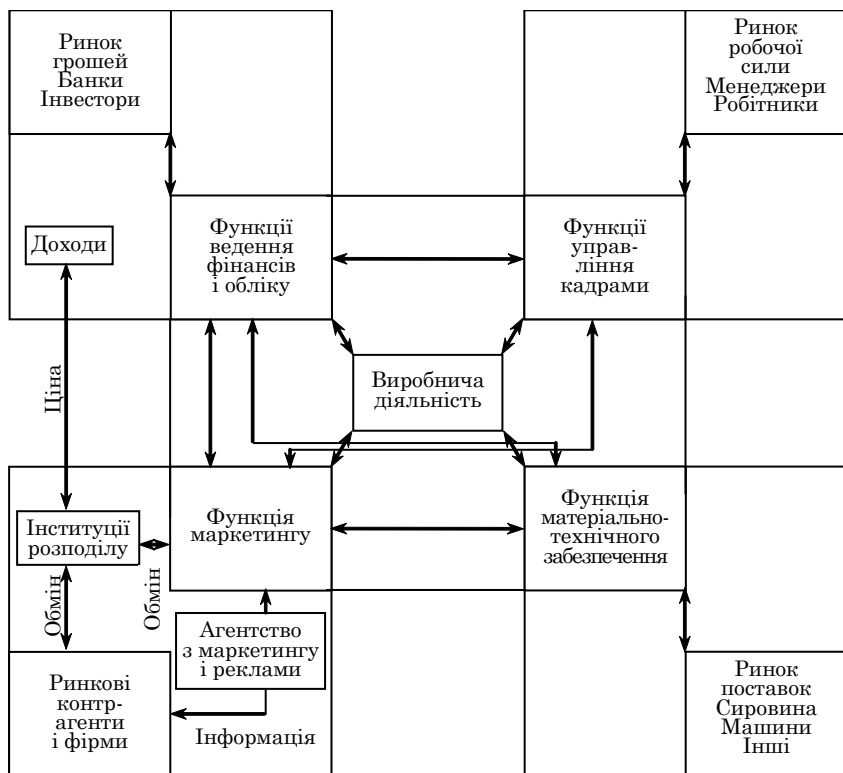 Ринок
грошей
Банки
Інвестори
Ринок
робочої
сили
Менеджери
Робітники
Доходи
Функції
ведення
фінансів
і обліку
Функції
управ-
ління
кадрами
Ціна
Виробнича
діяльність
Інституції
розподілу
Функція
маркетингу
Функція
матеріально-
технічного
забезпечення
Обмін
Обмін
Агентство
з маркетингу
і реклами
Ринкові
контр-
агенти
і фірми
Інформація
Ринок
поставок
Сировина
Машини
Інші